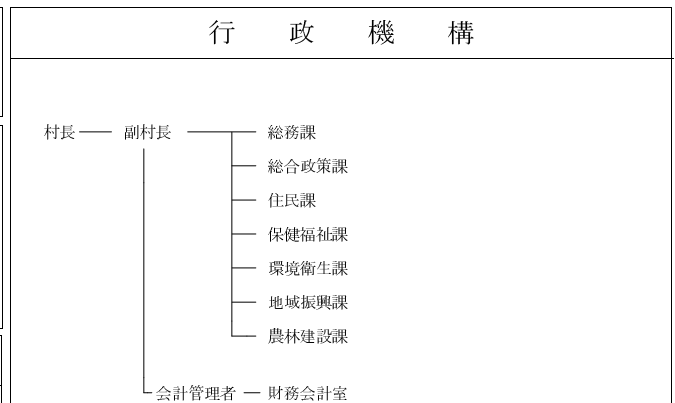 行政機構
村長 副村長 総務課
総合政策課
住民課
保健福祉課
環境衛生課
地域振興課
農林建設課
会計管理者 財務会計室